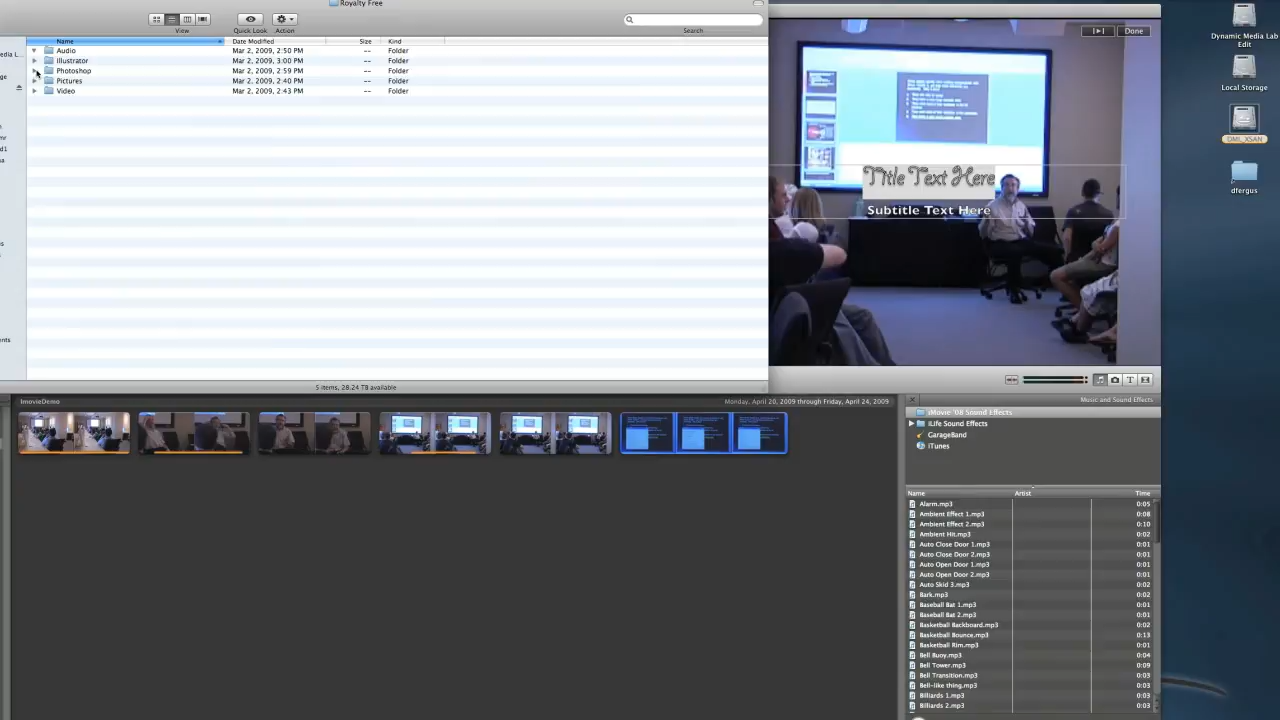 Royalty Free
View
Quick Look
Action
Search
Name Date Modified Size Kind
Audio Mar 2, 2009, 2:50 PM -- Folder
Illustrator Mar 2, 2009, 3:00 PM -- Folder
Photoshop Mar 2, 2009, 2:59 PM -- Folder
Pictures Mar 2, 2009, 2:40 PM -- Folder
Video Mar 2, 2009, 2:43 PM -- Folder
5 items, 28.24 TB available
Done
Title Text Here
Subtitle Text Here
Dynamic Media Lab
Edit
Local Storage
DML_XSAN
dfergus
ImovieDemo
Monday, April 20, 2009 through Friday, April 24, 2009
Music and Sound Effects
iMovie '08 Sound Effects
iLife Sound Effects
GarageBand
iTunes
Name Artist Time
Alarm.mp3 0:05
Ambient Effect 1.mp3 0:08
Ambient Effect 2.mp3 0:10
Ambient Hit.mp3 0:02
Auto Close Door 1.mp3 0:01
Auto Close Door 2.mp3 0:01
Auto Open Door 1.mp3 0:01
Auto Open Door 2.mp3 0:01
Auto Skid 3.mp3 0:02
Bark.mp3 0:02
Baseball Bat 1.mp3 0:01
Baseball Bat 2.mp3 0:01
Basketball Backboard.mp3 0:02
Basketball Bounce.mp3 0:13
Basketball Rim.mp3 0:01
Bell Buoy.mp3 0:04
Bell Tower.mp3 0:09
Bell Transition.mp3 0:03
Bell-like thing.mp3 0:03
Billiards 1.mp3 0:03
Billiards 2.mp3 0:03